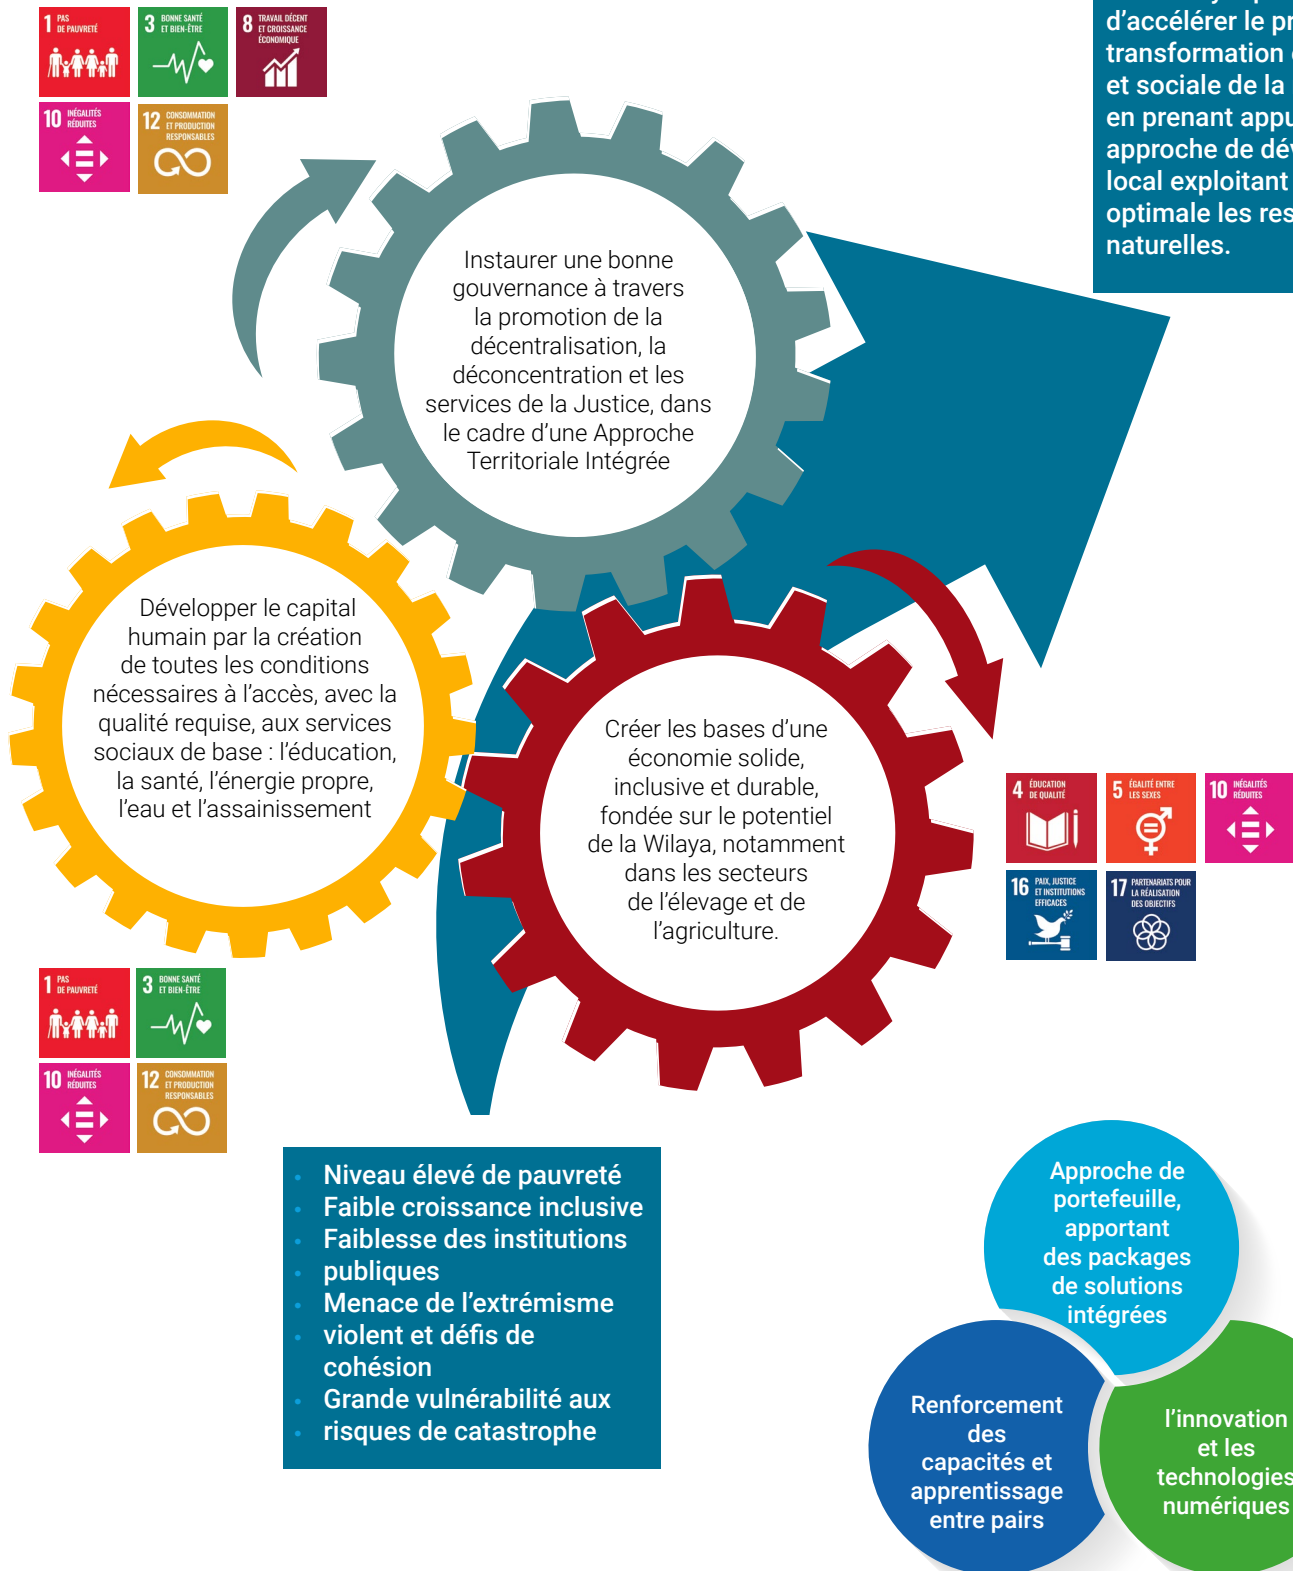 1 PAS
DE PAUVRETÉ
3 BONNE SANTÉ
ET BIEN-ÊTRE
8 TRAVAIL DÉCENT
ET CROISSANCE
ÉCONOMIQUE
10 INÉGALITÉS
RÉDUITES
12 CONSOMMATION
ET PRODUCTION
RESPONSABLES
d'accélérer le
transformation
et sociale de la
en prenant
approche de
local exploitant
optimale les
naturelles.
Instaurer une bonne
gouvernance à travers
la promotion de la
décentralisation, la
déconcentration et les
services de la Justice, dans
le cadre d'une Approche
Territoriale Intégrée
Développer le capital
humain par la création
de toutes les conditions
nécessaires à l'accès, avec la
qualité requise, aux services
sociaux de base : l'éducation,
la santé, l'énergie propre,
l'eau et l'assainissement
Créer les bases d'une
économie solide,
inclusive et durable,
fondée sur le potentiel
de la Wilaya, notamment
dans les secteurs
de l'élevage et de
l'agriculture.
4 ÉDUCATION
DE QUALITÉ
5 ÉGALITÉ ENTRE
LES SEXES
10 INÉGALITÉS
RÉDUITES
16 PAIX, JUSTICE
ET INSTITUTIONS
EFFICACES
17 PARTENARIATS POUR
LA RÉALISATION
DES OBJECTIFS
1 PAS
DE PAUVRETÉ
3 BONNE SANTÉ
ET BIEN-ÊTRE
10 INÉGALITÉS
RÉDUITES
12 CONSOMMATION
ET PRODUCTION
RESPONSABLES
• Niveau élevé de pauvreté
• Faible croissance inclusive
• Faiblesse des institutions
• publiques
• Menace de l'extrémisme
• violent et défis de
cohésion
• Grande vulnérabilité aux
• risques de catastrophe
Approche de
portefeuille,
apportant
des packages
de solutions
intégrées
Renforcement
des
capacités et
apprentissage
entre pairs
l'innovation
et les
technologies
numériques